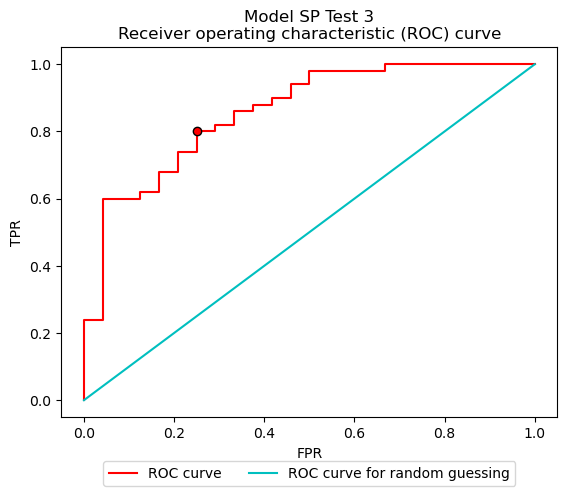 Model SP Test 3
Receiver operating characteristic (ROC) curve
1.0
0.8
0.6
0.4
0.2
0.0
TPR
0.0 0.2 0.4 0.6 0.8 1.0
FPR
ROC curve ROC curve for random guessing